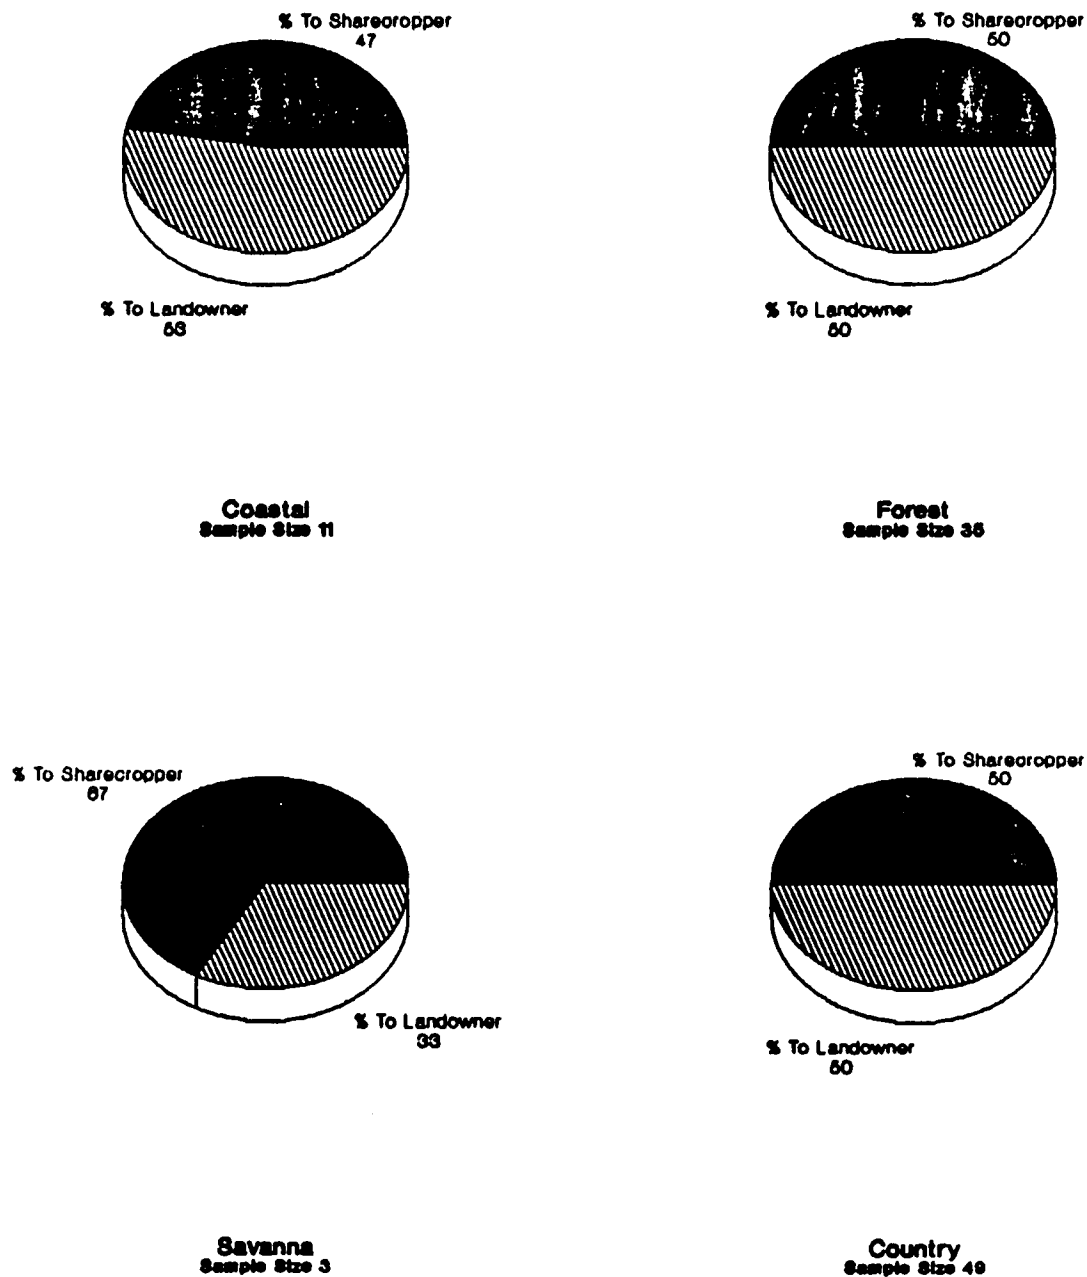 % To Sharecropper
47
% To Landowner
53
Coastal
Sample Size 11
% To Sharecropper
50
% To Landowner
50
Forest
Sample Size 35
% To Sharecropper
67
% To Landowner
33
Savanna
Sample Size 3
% To Sharecropper
50
% To Landowner
50
Country
Sample Size 49